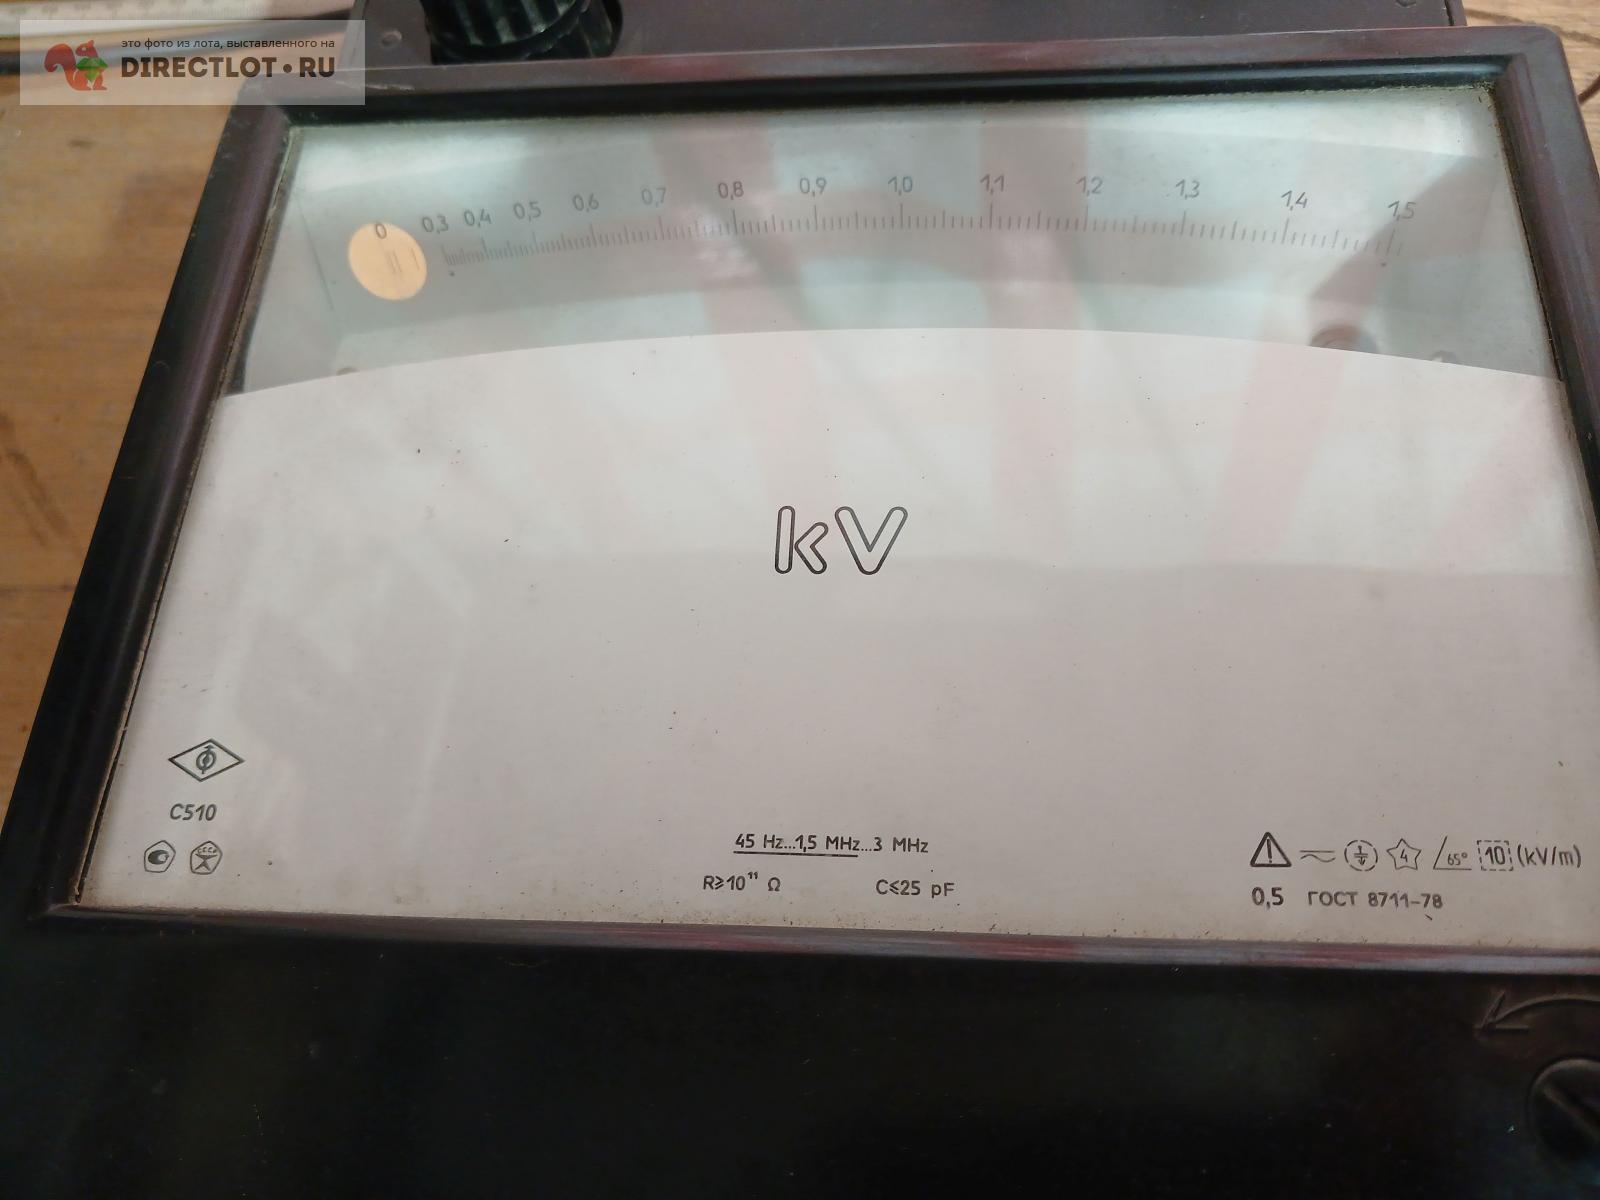 это фото из лота, выставленного на
DIRECTLOT•RU
0 0,3 0,4 0,5 0,6 0,7 0,8 0,9 1,0 1,1 1,2 1,3 1,4 1,5
kV
C510
СССР
45 Hz...1,5 MHz...3 MHz
R⩾10¹¹ Ω C⩽25 pF
4 65° 10 (kV/m)
0,5 ГОСТ 8711-78